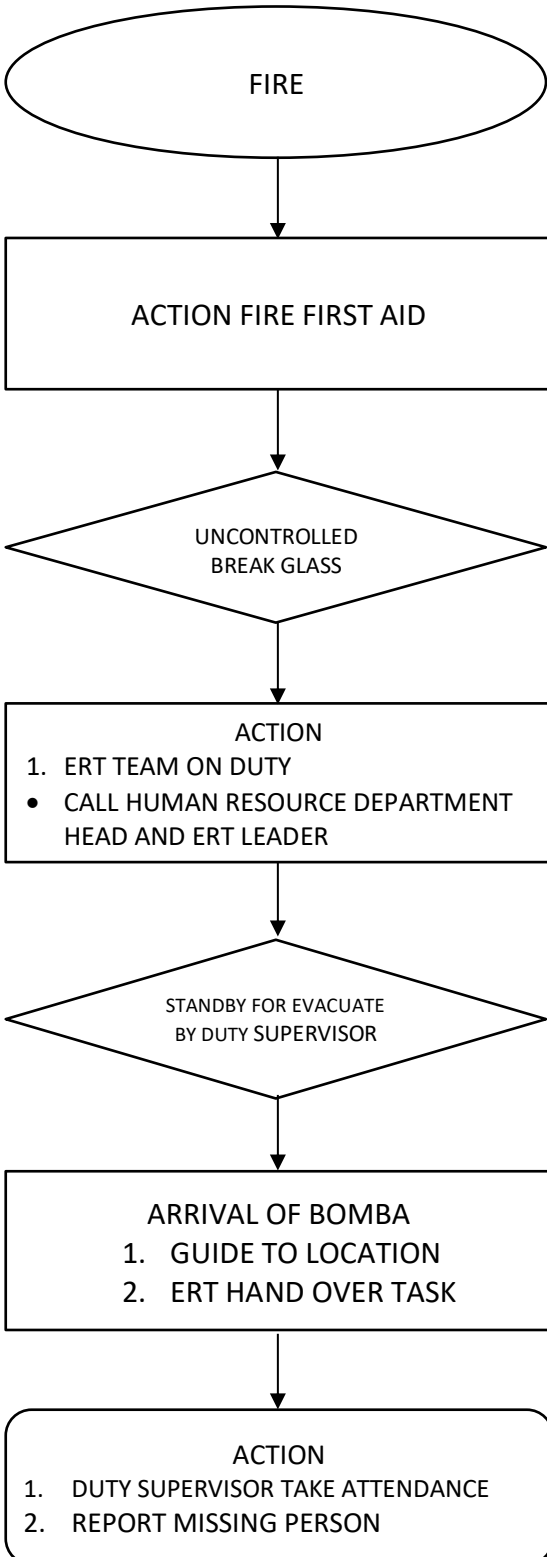 FIRE
ACTION FIRE FIRST AID
UNCONTROLLED
BREAK GLASS
ACTION
1. ERT TEAM ON DUTY
• CALL HUMAN RESOURCE DEPARTMENT
HEAD AND ERT LEADER
STANDBY FOR EVACUATE
BY DUTY SUPERVISOR
ARRIVAL OF BOMBA
1. GUIDE TO LOCATION
2. ERT HAND OVER TASK
ACTION
1. DUTY SUPERVISOR TAKE ATTENDANCE
2. REPORT MISSING PERSON